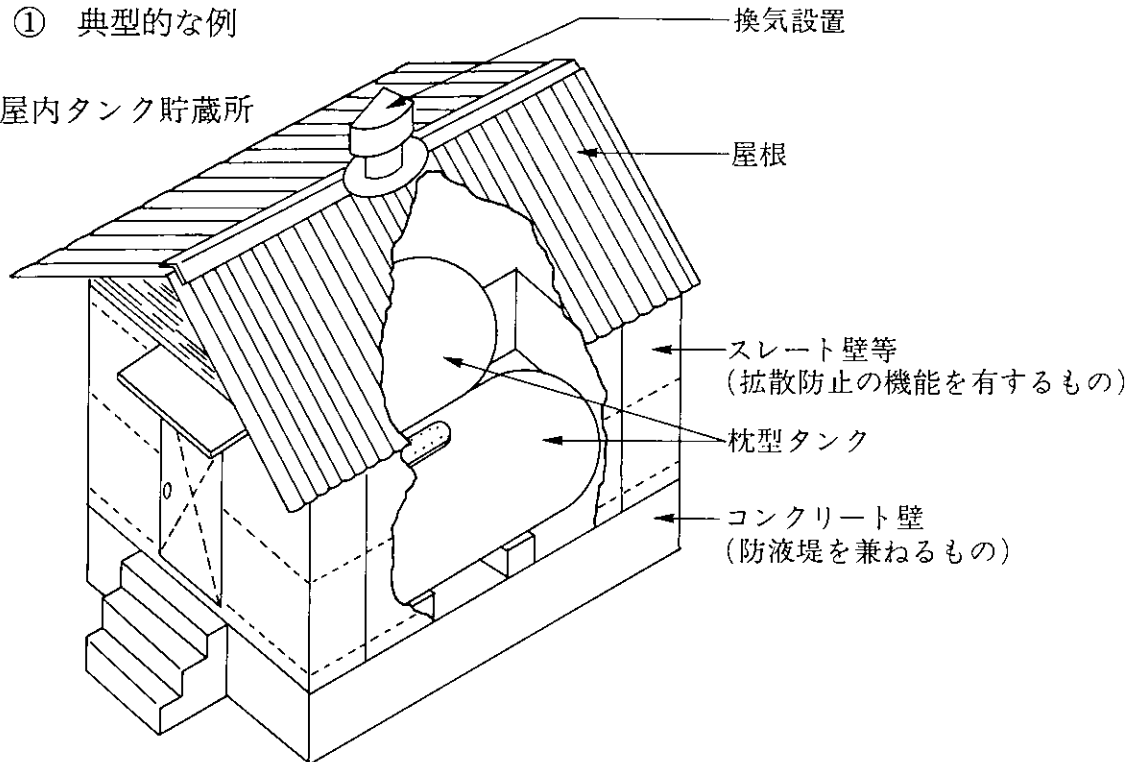 ① 典型的な例
換気設置
屋内タンク貯蔵所
屋根
スレート壁等
(拡散防止の機能を有するもの)
枕型タンク
コンクリート壁
(防液堤を兼ねるもの)